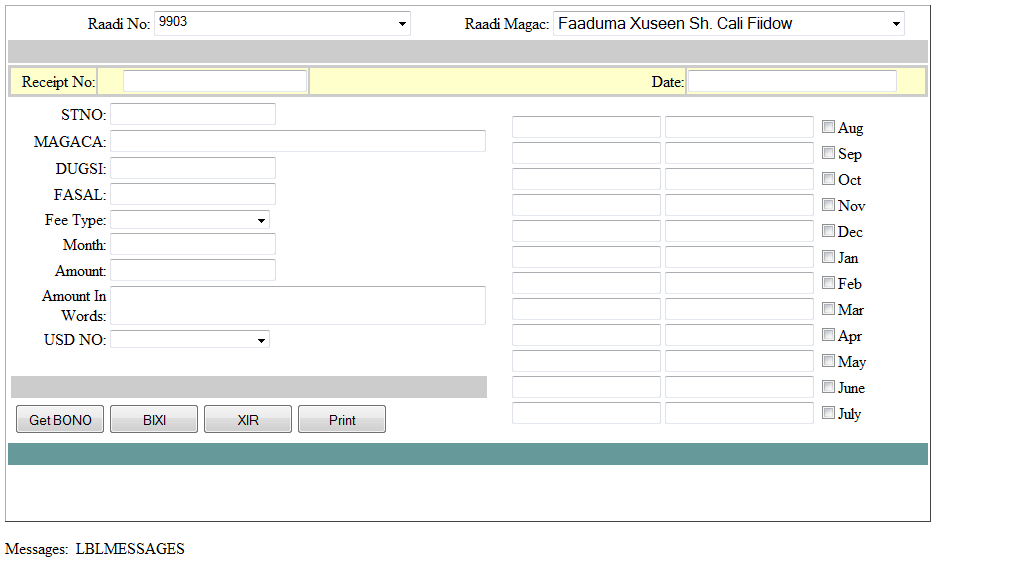 Raadi No: 9903 Raadi Magac: Faaduma Xuseen Sh. Cali Fiidow
Receipt No: Date:
STNO:
MAGACA:
DUGSI:
FASAL:
Fee Type:
Month:
Amount:
Amount In
Words:
USD NO:
Aug
Sep
Oct
Nov
Dec
Jan
Feb
Mar
Apr
May
June
July
Get BONO BIXI XIR Print
Messages: LBLMESSAGES